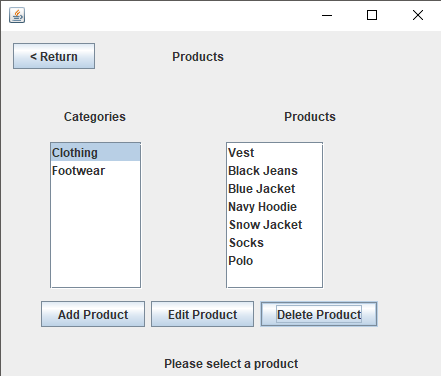 < Return
Products
Categories
Products
Clothing
Footwear
Vest
Black Jeans
Blue Jacket
Navy Hoodie
Snow Jacket
Socks
Polo
Add Product
Edit Product
Delete Product
Please select a product